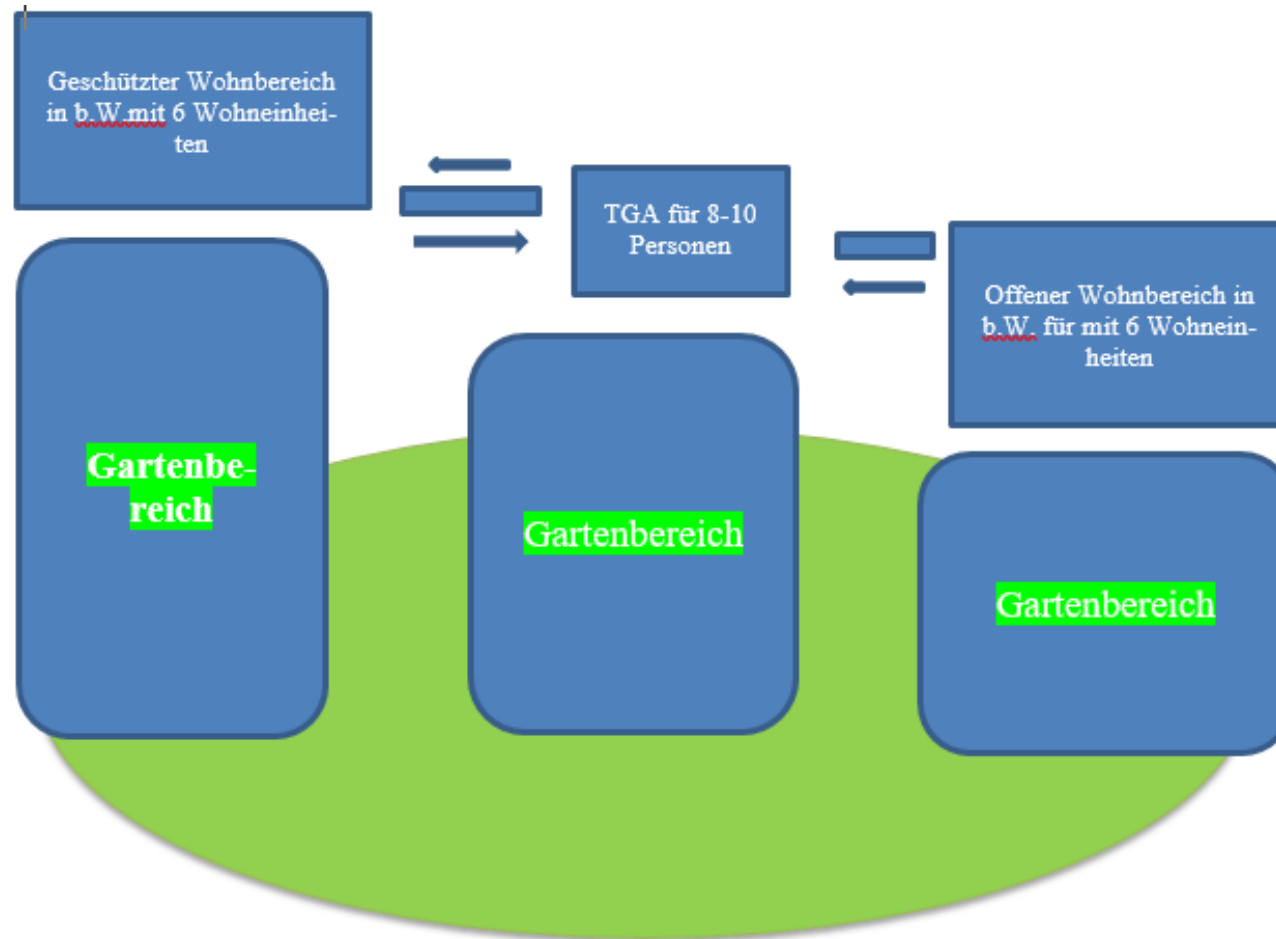 Geschützter Wohnbereich
in b.W.mit 6 Wohneinhei-
ten
TGA für 8-10
Personen
Offener Wohnbereich in
b.W. für mit 6 Wohnein-
heiten
Gartenbe-
reich
Gartenbereich
Gartenbereich